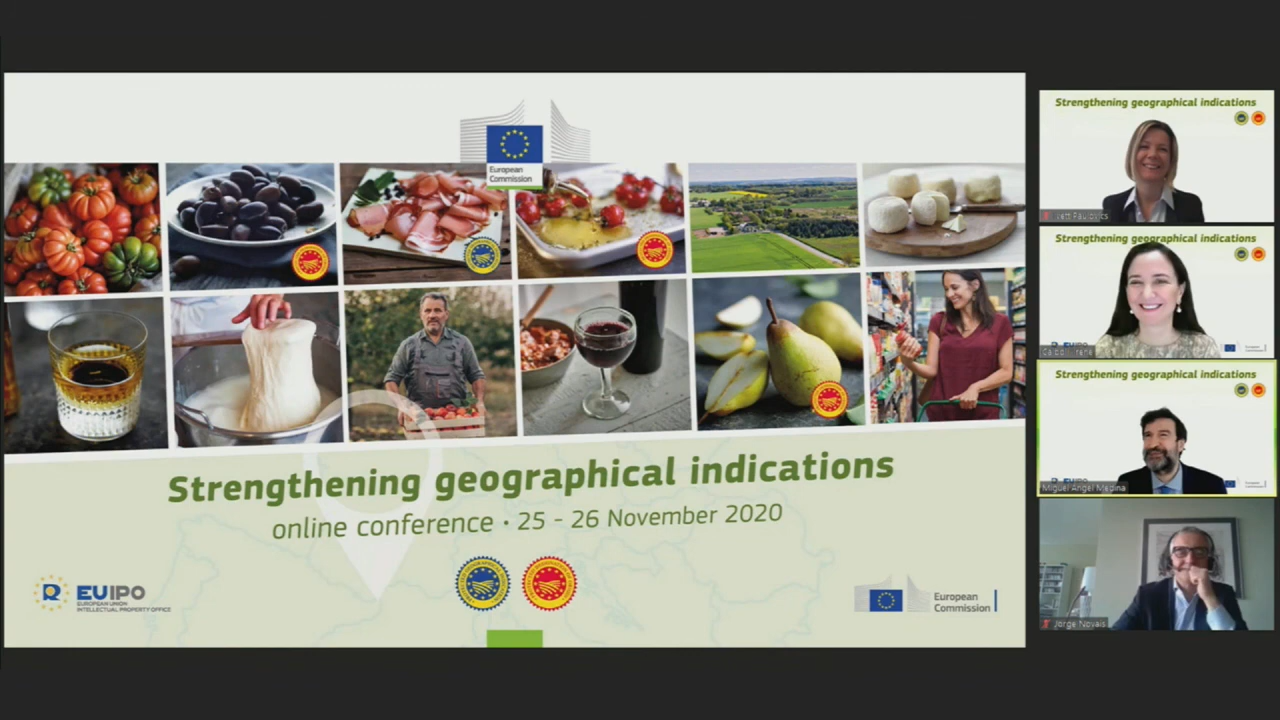 European
Commission
Strengthening geographical indications
online conference • 25 - 26 November 2020
EUIPO
EUROPEAN UNION
INTELLECTUAL PROPERTY OFFICE
European
Commission
Strengthening geographical indications
Strengthening geographical indications
Strengthening geographical indications
Miguel Angel Medina
Jorge Novais